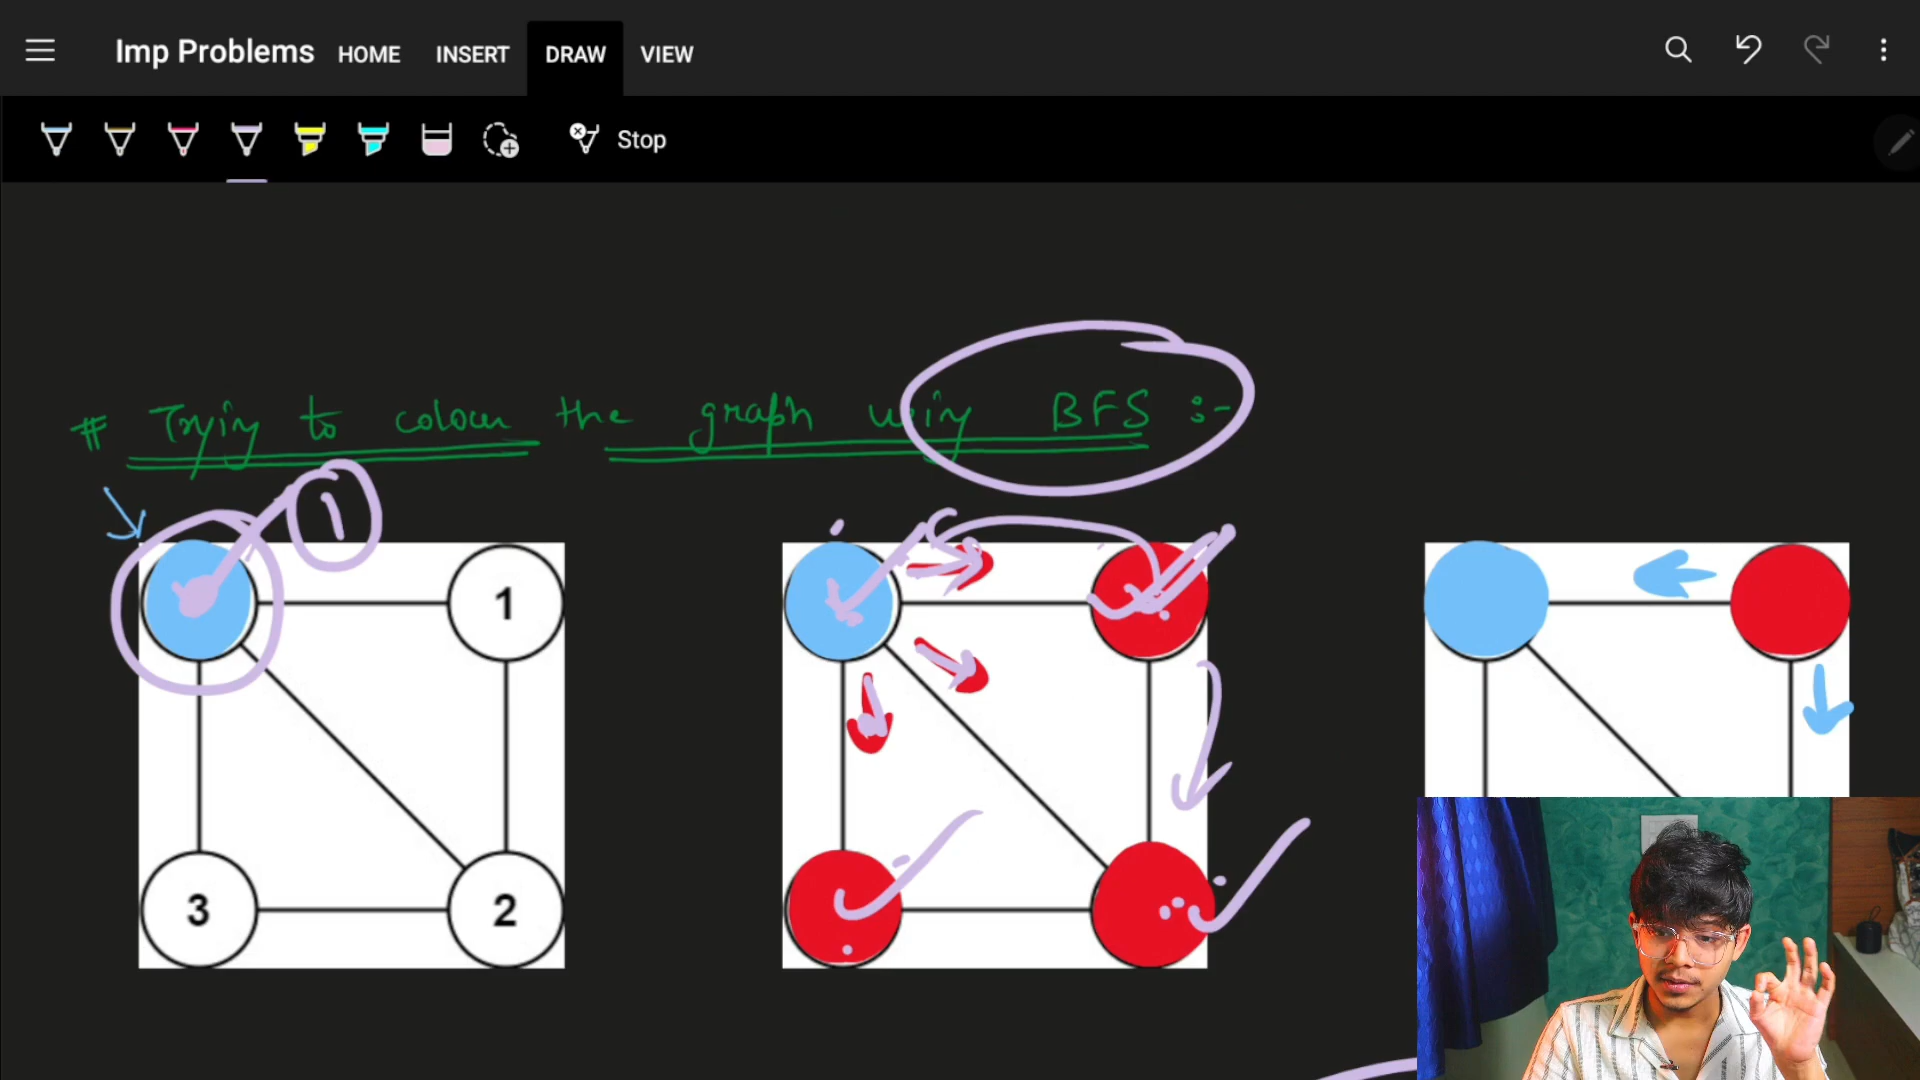 Imp Problems HOME INSERT DRAW VIEW
Stop
# Trying to colour the graph using BFS :-
1
1
3 2